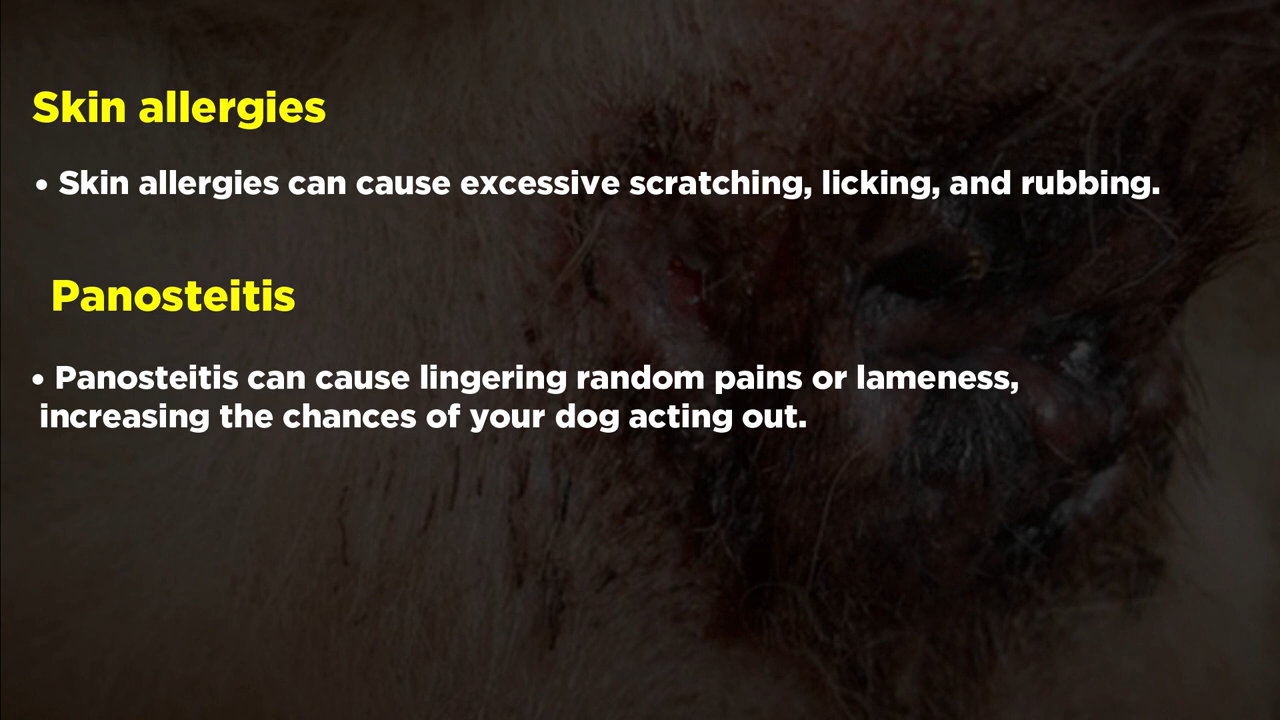 Skin allergies
• Skin allergies can cause excessive scratching, licking, and rubbing.
Panosteitis
• Panosteitis can cause lingering random pains or lameness,
increasing the chances of your dog acting out.